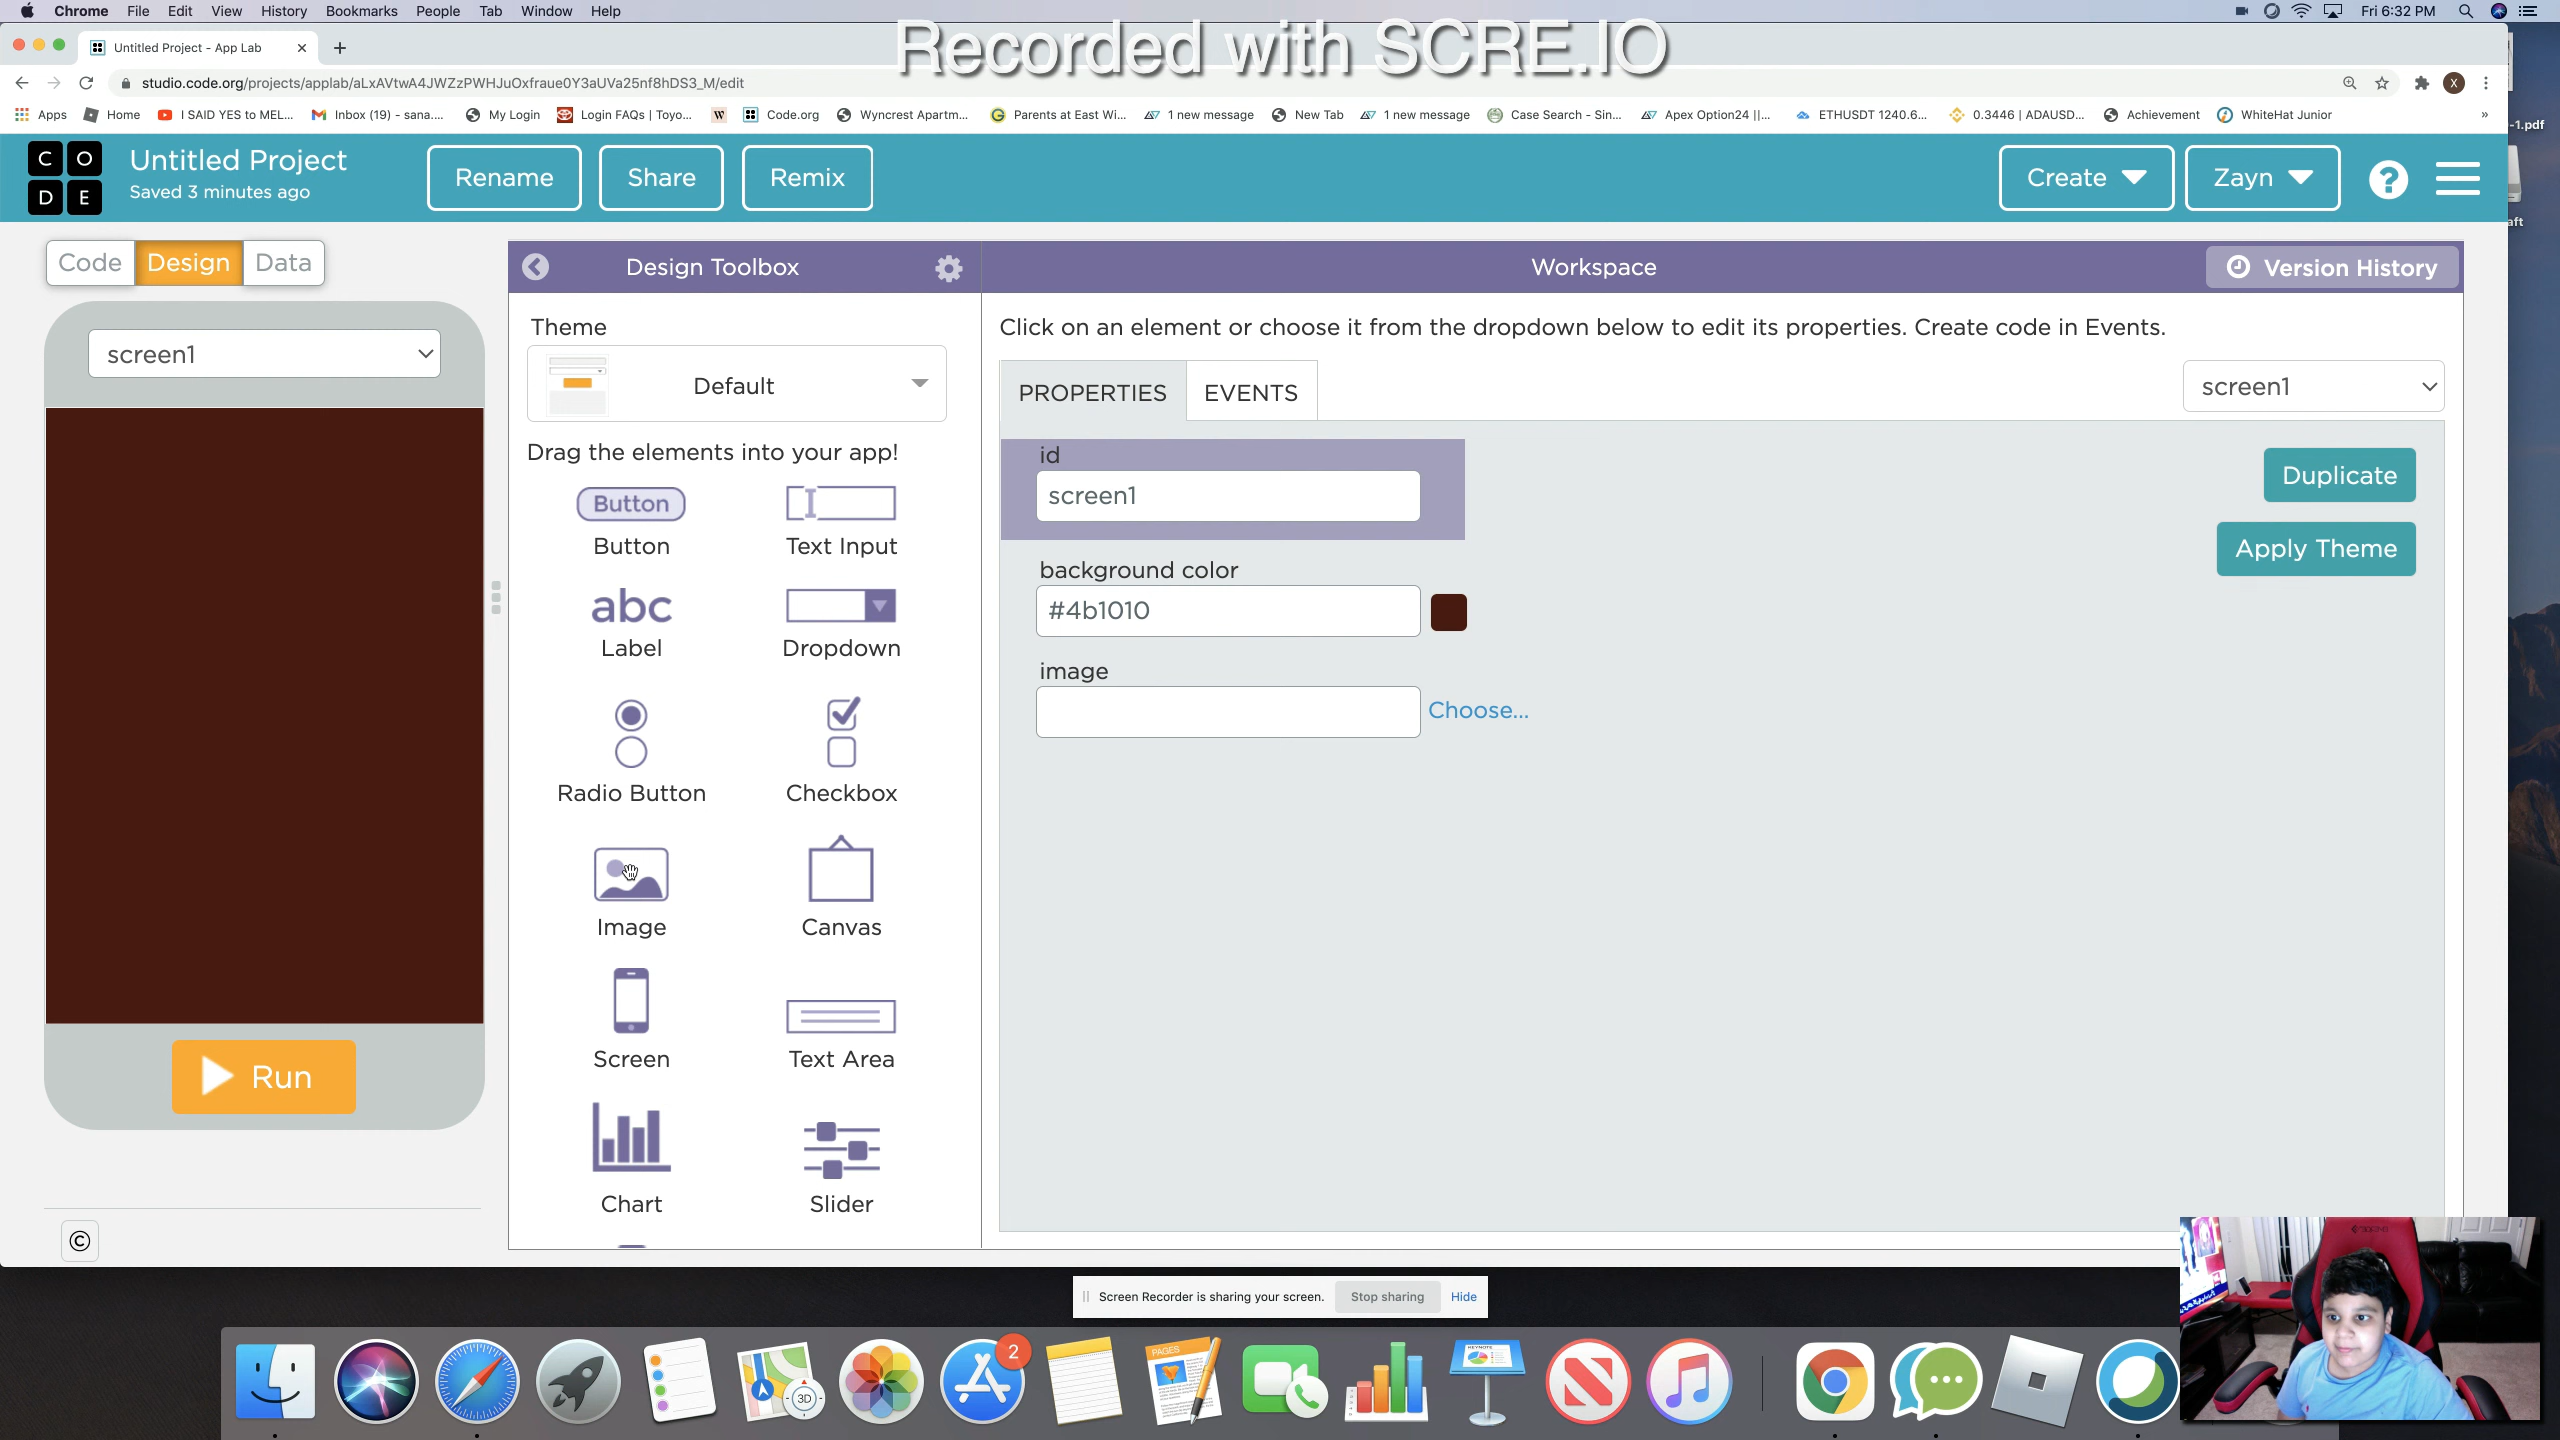 Chrome File Edit View History Bookmarks People Tab Window Help Fri 6:32 PM
Recorded with SCRE.IO
Untitled Project - App Lab
studio.code.org/projects/applab/aLxAVtwA4JWZzPWHJuOxfraue0Y3aUVa25nf8hDS3_M/edit
X
Apps Home I SAID YES to MEL... Inbox (19) - sana.... My Login Login FAQs | Toyo... W Code.org Wyncrest Apartm... Parents at East Wi... 1 new message New Tab 1 new message Case Search - Sin... Apex Option24 ||... ETHUSDT 1240.6... 0.3446 | ADAUSD... Achievement WhiteHat Junior »
-1.pdf
CODE
Untitled Project
Saved 3 minutes ago
Rename Share Remix
Create Zayn ?
aft
Code Design Data
Design Toolbox
Workspace
Version History
screen1
Theme
Default
Click on an element or choose it from the dropdown below to edit its properties. Create code in Events.
PROPERTIES EVENTS
screen1
Drag the elements into your app!
id
screen1
Duplicate
Button
Button Text Input
Apply Theme
background color
#4b1010
abc
Label Dropdown
image
Choose...
Radio Button Checkbox
Image Canvas
Screen Text Area
Run
Chart Slider
©
Screen Recorder is sharing your screen. Stop sharing Hide
2
PAGES
KEYNOTE
3D